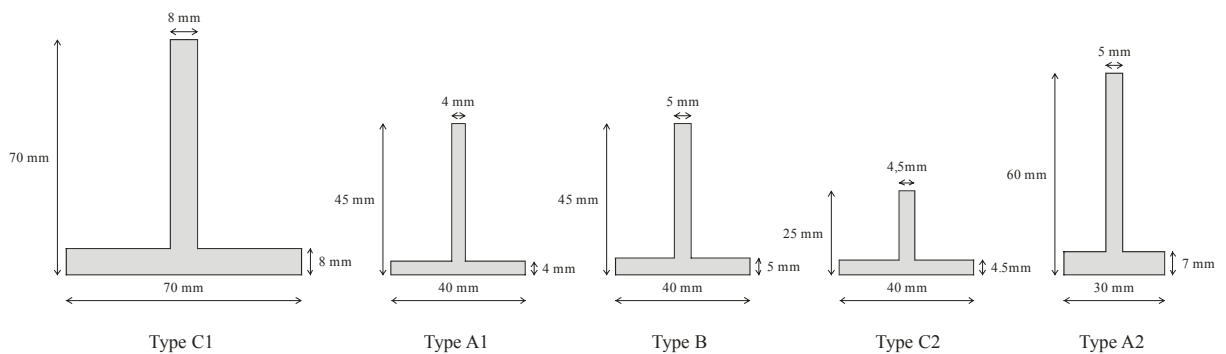 8 mm
70 mm
8 mm
70 mm
Type C1
4 mm
45 mm
4 mm
40 mm
Type A1
5 mm
45 mm
5 mm
40 mm
Type B
4,5mm
25 mm
4.5mm
40 mm
Type C2
5 mm
60 mm
7 mm
30 mm
Type A2